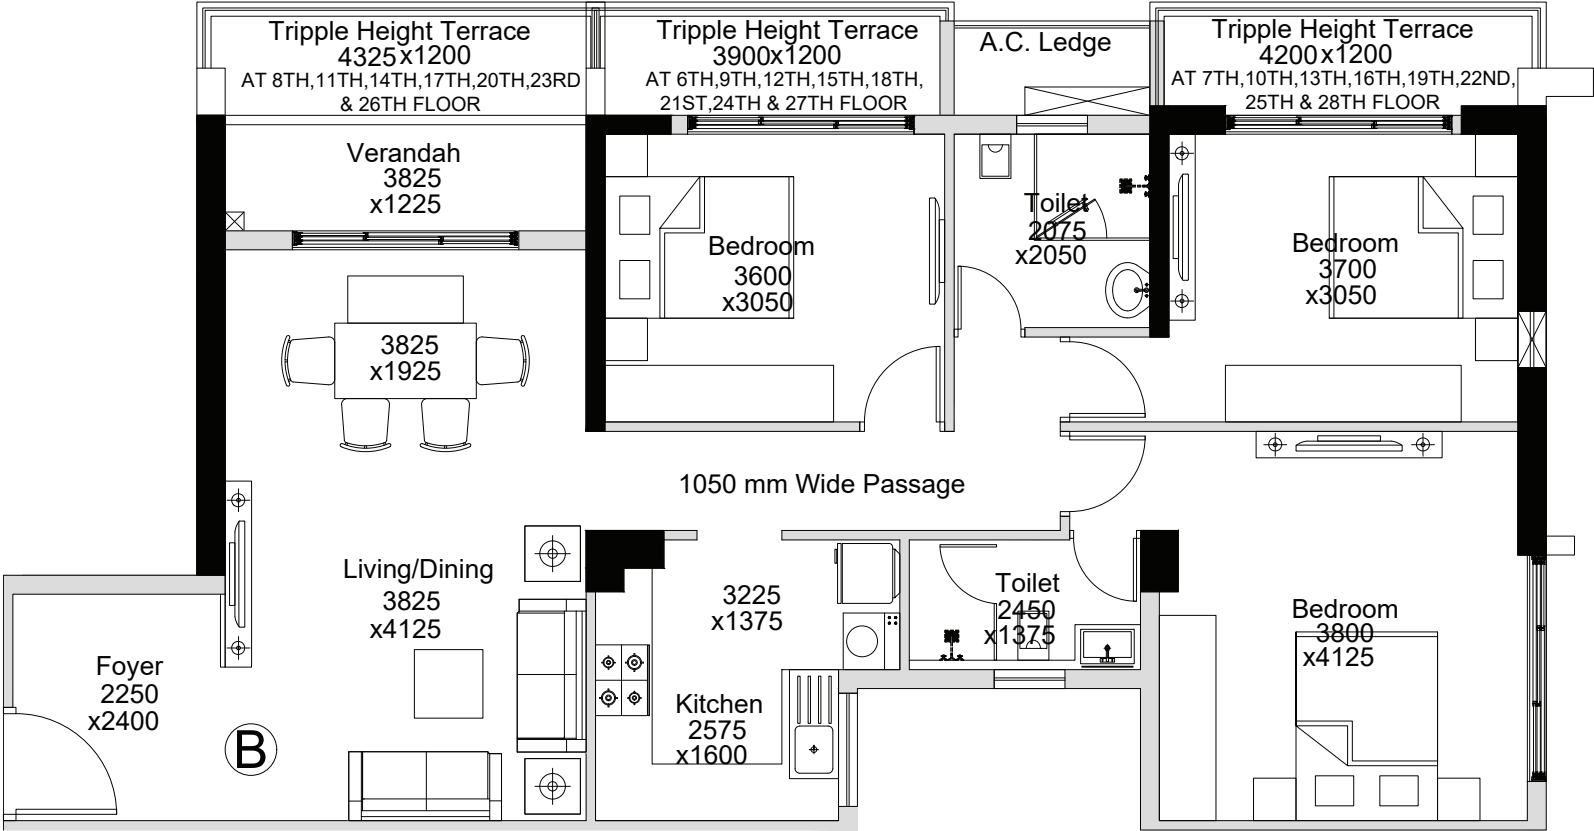 Tripple Height Terrace
4325x1200
AT 8TH,11TH,14TH,17TH,20TH,23RD
& 26TH FLOOR
Tripple Height Terrace
3900x1200
AT 6TH,9TH,12TH,15TH,18TH,
21ST,24TH & 27TH FLOOR
A.C. Ledge
Tripple Height Terrace
4200x1200
AT 7TH,10TH,13TH,16TH,19TH,22ND,
25TH & 28TH FLOOR
Verandah
3825
x1225
Bedroom
3600
x3050
Toilet
2075
x2050
Bedroom
3700
x3050
3825
x1925
1050 mm Wide Passage
Living/Dining
3825
x4125
3225
x1375
Toilet
2450
x1375
Bedroom
3800
x4125
Foyer
2250
x2400
Kitchen
2575
x1600
B